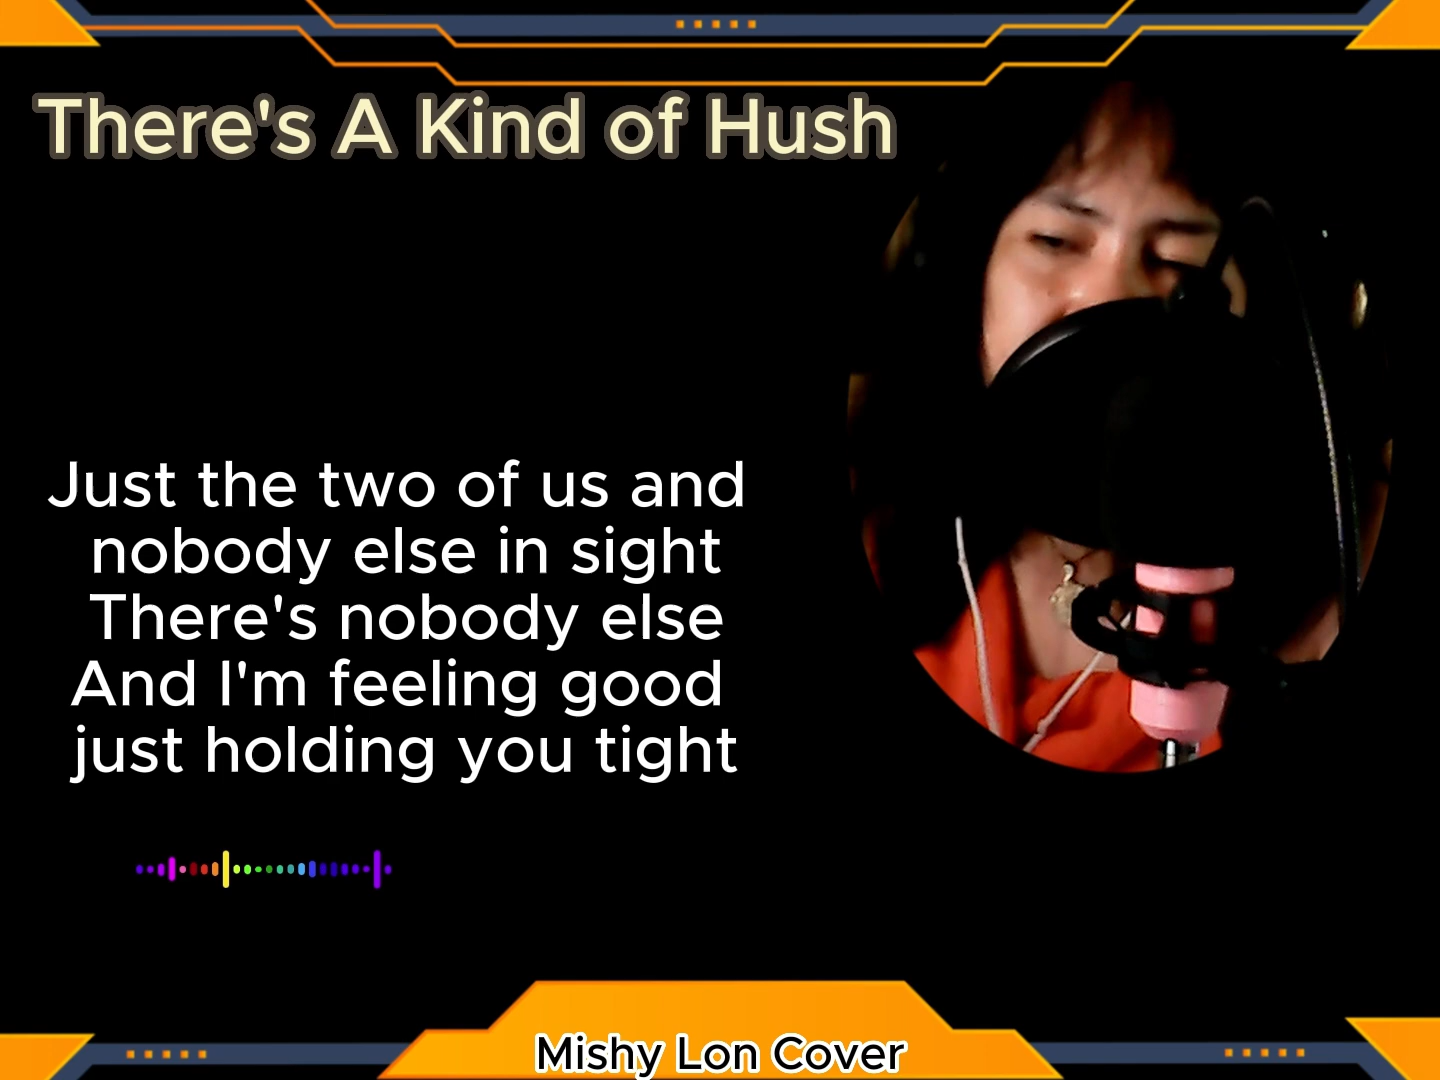 There's A Kind of Hush
Just the two of us and
nobody else in sight
There's nobody else
And I'm feeling good
just holding you tight
Mishy Lon Cover